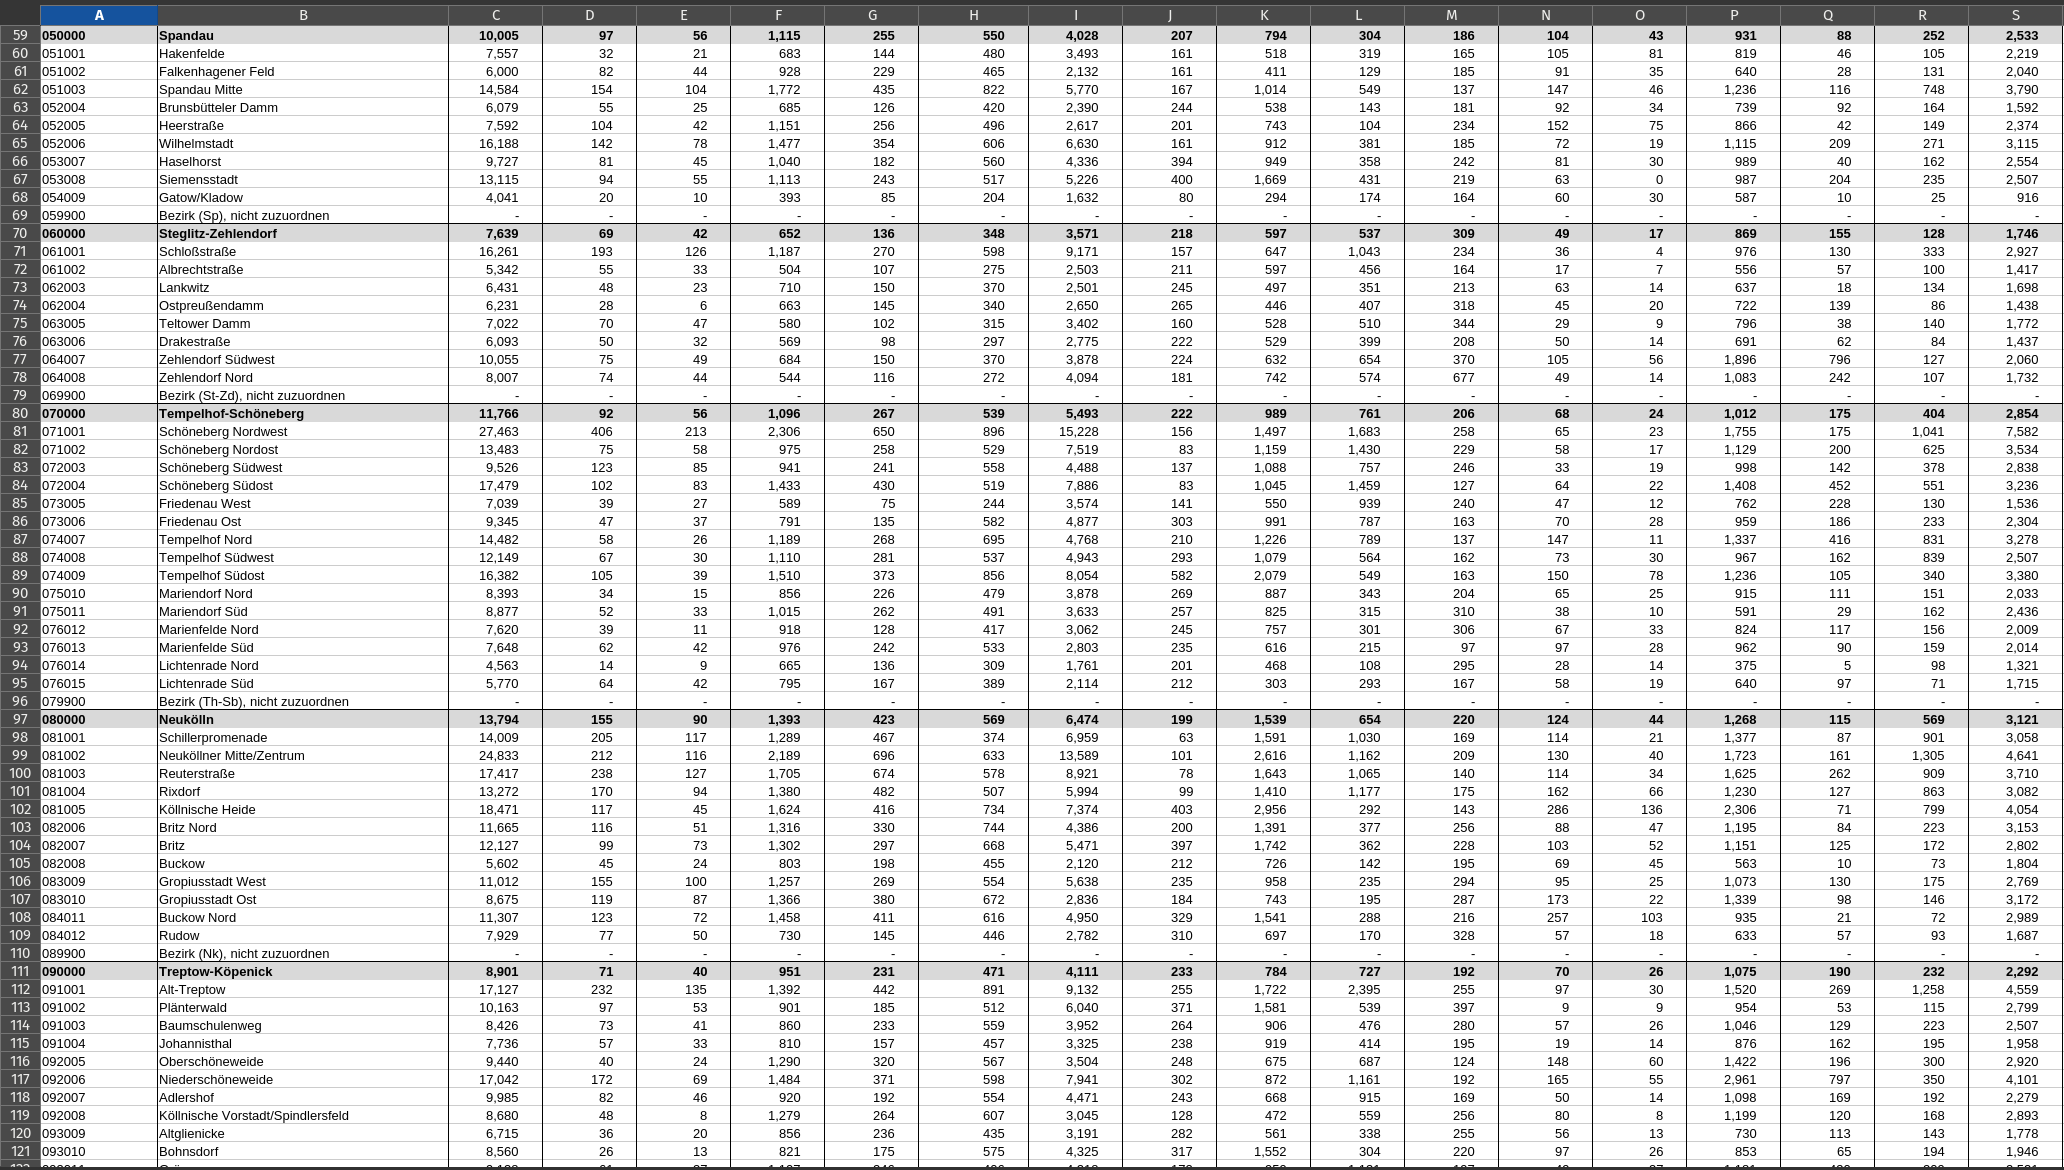 A B C D E F G H I J K L M N O P Q R S
59 050000 Spandau 10,005 97 56 1,115 255 550 4,028 207 794 304 186 104 43 931 88 252 2,533
60 051001 Hakenfelde 7,557 32 21 683 144 480 3,493 161 518 319 165 105 81 819 46 105 2,219
61 051002 Falkenhagener Feld 6,000 82 44 928 229 465 2,132 161 411 129 185 91 35 640 28 131 2,040
62 051003 Spandau Mitte 14,584 154 104 1,772 435 822 5,770 167 1,014 549 137 147 46 1,236 116 748 3,790
63 052004 Brunsbütteler Damm 6,079 55 25 685 126 420 2,390 244 538 143 181 92 34 739 92 164 1,592
64 052005 Heerstraße 7,592 104 42 1,151 256 496 2,617 201 743 104 234 152 75 866 42 149 2,374
65 052006 Wilhelmstadt 16,188 142 78 1,477 354 606 6,630 161 912 381 185 72 19 1,115 209 271 3,115
66 053007 Haselhorst 9,727 81 45 1,040 182 560 4,336 394 949 358 242 81 30 989 40 162 2,554
67 053008 Siemensstadt 13,115 94 55 1,113 243 517 5,226 400 1,669 431 219 63 0 987 204 235 2,507
68 054009 Gatow/Kladow 4,041 20 10 393 85 204 1,632 80 294 174 164 60 30 587 10 25 916
69 059900 Bezirk (Sp), nicht zuzuordnen - - - - - - - - - - - - - - - - -
70 060000 Steglitz-Zehlendorf 7,639 69 42 652 136 348 3,571 218 597 537 309 49 17 869 155 128 1,746
71 061001 Schloßstraße 16,261 193 126 1,187 270 598 9,171 157 647 1,043 234 36 4 976 130 333 2,927
72 061002 Albrechtstraße 5,342 55 33 504 107 275 2,503 211 597 456 164 17 7 556 57 100 1,417
73 062003 Lankwitz 6,431 48 23 710 150 370 2,501 245 497 351 213 63 14 637 18 134 1,698
74 062004 Ostpreußendamm 6,231 28 6 663 145 340 2,650 265 446 407 318 45 20 722 139 86 1,438
75 063005 Teltower Damm 7,022 70 47 580 102 315 3,402 160 528 510 344 29 9 796 38 140 1,772
76 063006 Drakestraße 6,093 50 32 569 98 297 2,775 222 529 399 208 50 14 691 62 84 1,437
77 064007 Zehlendorf Südwest 10,055 75 49 684 150 370 3,878 224 632 654 370 105 56 1,896 796 127 2,060
78 064008 Zehlendorf Nord 8,007 74 44 544 116 272 4,094 181 742 574 677 49 14 1,083 242 107 1,732
79 069900 Bezirk (St-Zd), nicht zuzuordnen - - - - - - - - - - - - - - - - -
80 070000 Tempelhof-Schöneberg 11,766 92 56 1,096 267 539 5,493 222 989 761 206 68 24 1,012 175 404 2,854
81 071001 Schöneberg Nordwest 27,463 406 213 2,306 650 896 15,228 156 1,497 1,683 258 65 23 1,755 175 1,041 7,582
82 071002 Schöneberg Nordost 13,483 75 58 975 258 529 7,519 83 1,159 1,430 229 58 17 1,129 200 625 3,534
83 072003 Schöneberg Südwest 9,526 123 85 941 241 558 4,488 137 1,088 757 246 33 19 998 142 378 2,838
84 072004 Schöneberg Südost 17,479 102 83 1,433 430 519 7,886 83 1,045 1,459 127 64 22 1,408 452 551 3,236
85 073005 Friedenau West 7,039 39 27 589 75 244 3,574 141 550 939 240 47 12 762 228 130 1,536
86 073006 Friedenau Ost 9,345 47 37 791 135 582 4,877 303 991 787 163 70 28 959 186 233 2,304
87 074007 Tempelhof Nord 14,482 58 26 1,189 268 695 4,768 210 1,226 789 137 147 11 1,337 416 831 3,278
88 074008 Tempelhof Südwest 12,149 67 30 1,110 281 537 4,943 293 1,079 564 162 73 30 967 162 839 2,507
89 074009 Tempelhof Südost 16,382 105 39 1,510 373 856 8,054 582 2,079 549 163 150 78 1,236 105 340 3,380
90 075010 Mariendorf Nord 8,393 34 15 856 226 479 3,878 269 887 343 204 65 25 915 111 151 2,033
91 075011 Mariendorf Süd 8,877 52 33 1,015 262 491 3,633 257 825 315 310 38 10 591 29 162 2,436
92 076012 Marienfelde Nord 7,620 39 11 918 128 417 3,062 245 757 301 306 67 33 824 117 156 2,009
93 076013 Marienfelde Süd 7,648 62 42 976 242 533 2,803 235 616 215 97 97 28 962 90 159 2,014
94 076014 Lichtenrade Nord 4,563 14 9 665 136 309 1,761 201 468 108 295 28 14 375 5 98 1,321
95 076015 Lichtenrade Süd 5,770 64 42 795 167 389 2,114 212 303 293 167 58 19 640 97 71 1,715
96 079900 Bezirk (Th-Sb), nicht zuzuordnen - - - - - - - - - - - - - - - - -
97 080000 Neukölln 13,794 155 90 1,393 423 569 6,474 199 1,539 654 220 124 44 1,268 115 569 3,121
98 081001 Schillerpromenade 14,009 205 117 1,289 467 374 6,959 63 1,591 1,030 169 114 21 1,377 87 901 3,058
99 081002 Neuköllner Mitte/Zentrum 24,833 212 116 2,189 696 633 13,589 101 2,616 1,162 209 130 40 1,723 161 1,305 4,641
100 081003 Reuterstraße 17,417 238 127 1,705 674 578 8,921 78 1,643 1,065 140 114 34 1,625 262 909 3,710
101 081004 Rixdorf 13,272 170 94 1,380 482 507 5,994 99 1,410 1,177 175 162 66 1,230 127 863 3,082
102 081005 Köllnische Heide 18,471 117 45 1,624 416 734 7,374 403 2,956 292 143 286 136 2,306 71 799 4,054
103 082006 Britz Nord 11,665 116 51 1,316 330 744 4,386 200 1,391 377 256 88 47 1,195 84 223 3,153
104 082007 Britz 12,127 99 73 1,302 297 668 5,471 397 1,742 362 228 103 52 1,151 125 172 2,802
105 082008 Buckow 5,602 45 24 803 198 455 2,120 212 726 142 195 69 45 563 10 73 1,804
106 083009 Gropiusstadt West 11,012 155 100 1,257 269 554 5,638 235 958 235 294 95 25 1,073 130 175 2,769
107 083010 Gropiusstadt Ost 8,675 119 87 1,366 380 672 2,836 184 743 195 287 173 22 1,339 98 146 3,172
108 084011 Buckow Nord 11,307 123 72 1,458 411 616 4,950 329 1,541 288 216 257 103 935 21 72 2,989
109 084012 Rudow 7,929 77 50 730 145 446 2,782 310 697 170 328 57 18 633 57 93 1,687
110 089900 Bezirk (Nk), nicht zuzuordnen - - - - - - - - - - - - - - - - -
111 090000 Treptow-Köpenick 8,901 71 40 951 231 471 4,111 233 784 727 192 70 26 1,075 190 232 2,292
112 091001 Alt-Treptow 17,127 232 135 1,392 442 891 9,132 255 1,722 2,395 255 97 30 1,520 269 1,258 4,559
113 091002 Plänterwald 10,163 97 53 901 185 512 6,040 371 1,581 539 397 9 9 954 53 115 2,799
114 091003 Baumschulenweg 8,426 73 41 860 233 559 3,952 264 906 476 280 57 26 1,046 129 223 2,507
115 091004 Johannisthal 7,736 57 33 810 157 457 3,325 238 919 414 195 19 14 876 162 195 1,958
116 092005 Oberschöneweide 9,440 40 24 1,290 320 567 3,504 248 675 687 124 148 60 1,422 196 300 2,920
117 092006 Niederschöneweide 17,042 172 69 1,484 371 598 7,941 302 872 1,161 192 165 55 2,961 797 350 4,101
118 092007 Adlershof 9,985 82 46 920 192 554 4,471 243 668 915 169 50 14 1,098 169 192 2,279
119 092008 Köllnische Vorstadt/Spindlersfeld 8,680 48 8 1,279 264 607 3,045 128 472 559 256 80 8 1,199 120 168 2,893
120 093009 Altglienicke 6,715 36 20 856 236 435 3,191 282 561 338 255 56 13 730 113 143 1,778
121 093010 Bohnsdorf 8,560 26 13 821 175 575 4,325 317 1,552 304 220 97 26 853 65 194 1,946